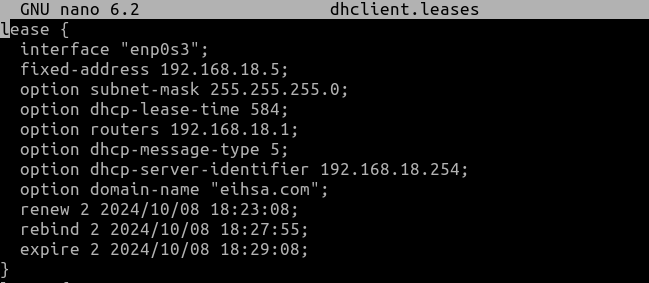 GNU nano 6.2 dhclient.leases
lease {
interface "enp0s3";
fixed-address 192.168.18.5;
option subnet-mask 255.255.255.0;
option dhcp-lease-time 584;
option routers 192.168.18.1;
option dhcp-message-type 5;
option dhcp-server-identifier 192.168.18.254;
option domain-name "eihsa.com";
renew 2 2024/10/08 18:23:08;
rebind 2 2024/10/08 18:27:55;
expire 2 2024/10/08 18:29:08;
}